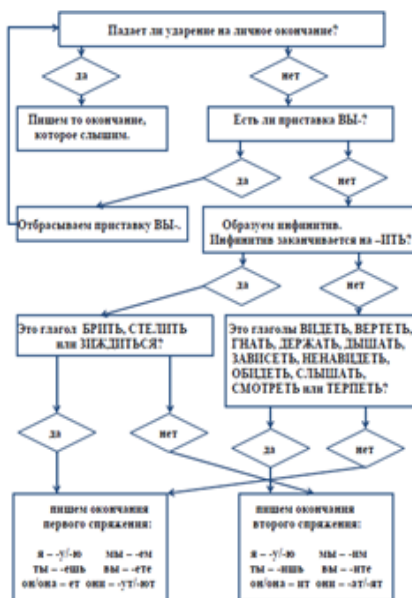 Падает ли ударение на личное окончание?
да
нет
Пишем то окончание,
которое слышим.
Есть ли приставка ВЫ-?
да
нет
Отбрасываем приставку ВЫ-.
Образуем инфинитив.
Инфинитив заканчивается на –ИТЬ?
да
нет
Это глагол БРИТЬ, СТЕЛИТЬ
или ЗИЖДИТЬСЯ?
Это глаголы ВИДЕТЬ, ВЕРТЕТЬ,
ГНАТЬ, ДЕРЖАТЬ, ДЫШАТЬ,
ЗАВИСЕТЬ, НЕНАВИДЕТЬ,
ОБИДЕТЬ, СЛЫШАТЬ,
СМОТРЕТЬ или ТЕРПЕТЬ?
да
нет
да
нет
пишем окончания
первого спряжения:
я – -у/-ю мы – -ем
ты – -ешь вы – -ете
он/она = ет они – -ут/-ют
пишем окончания
второго спряжения:
я – -у/-ю мы – -им
ты – -ишь вы – -ите
он/она = ит они – -ат/-ят